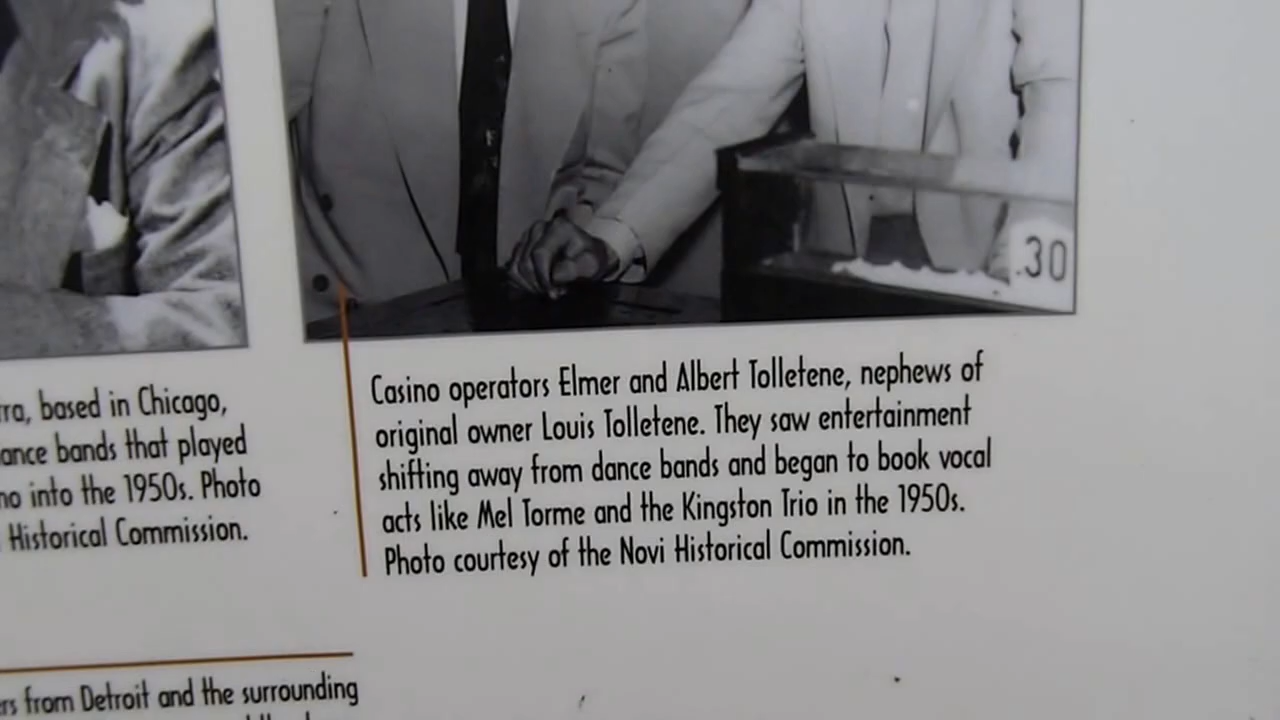 .30
rra, based in Chicago,
ance bands that played
no into the 1950s. Photo
Historical Commission.
Casino operators Elmer and Albert Tolletene, nephews of
original owner Louis Tolletene. They saw entertainment
shifting away from dance bands and began to book vocal
acts like Mel Torme and the Kingston Trio in the 1950s.
Photo courtesy of the Novi Historical Commission.
ers from Detroit and the surrounding